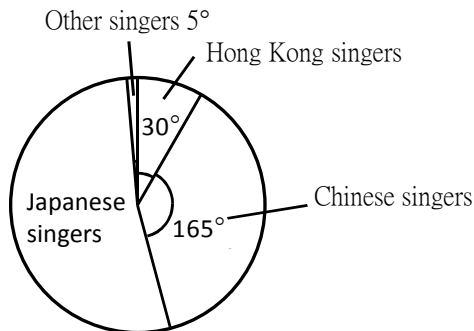 Other singers 5°
Hong Kong singers
30°
Chinese singers
165°
Japanese
singers